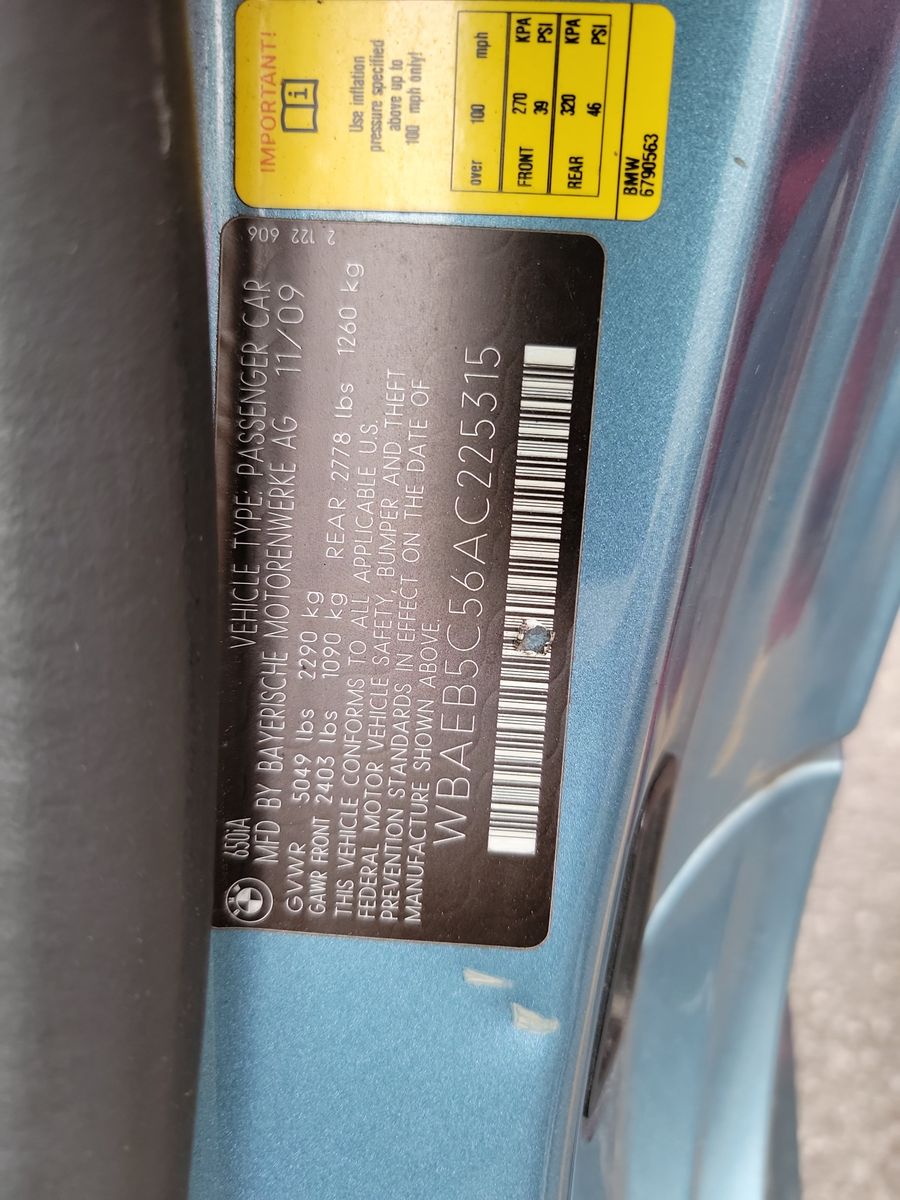 650iA VEHICLE TYPE: PASSENGER CAR
MFD BY BAYERISCHE MOTORENWERKE AG 11/09
GVWR 5049 lbs 2290 kg
GAWR FRONT 2403 lbs 1090 kg REAR 2778 lbs 1260 kg
THIS VEHICLE CONFORMS TO ALL APPLICABLE U.S.
FEDERAL MOTOR VEHICLE SAFETY, BUMPER AND THEFT
PREVENTION STANDARDS IN EFFECT ON THE DATE OF
MANUFACTURE SHOWN ABOVE.
WBAEB5C56AC225315
2 122 606
IMPORTANT!
i
Use inflation
pressure specified
above up to
100 mph only!
over 100 mph
FRONT 270 KPA
39 PSI
REAR 320 KPA
46 PSI
BMW
6790563